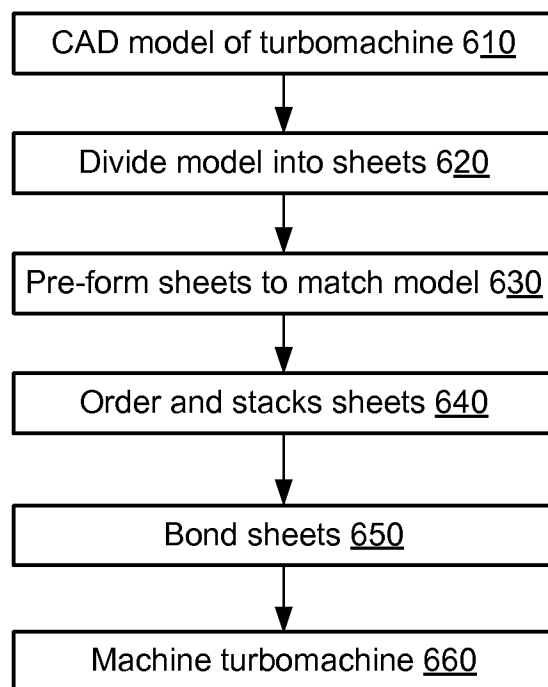 CAD model of turbomachine 610
Divide model into sheets 620
Pre-form sheets to match model 630
Order and stacks sheets 640
Bond sheets 650
Machine turbomachine 660